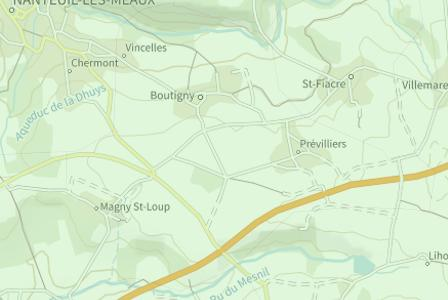 NANTEUIL-LÈS-MEAUX
Vincelles
Chermont
St-Fiacre
Villemare
Boutigny
Aqueduc de la Dhuys
Prévilliers
Magny St-Loup
Liho
Ru du Mesnil